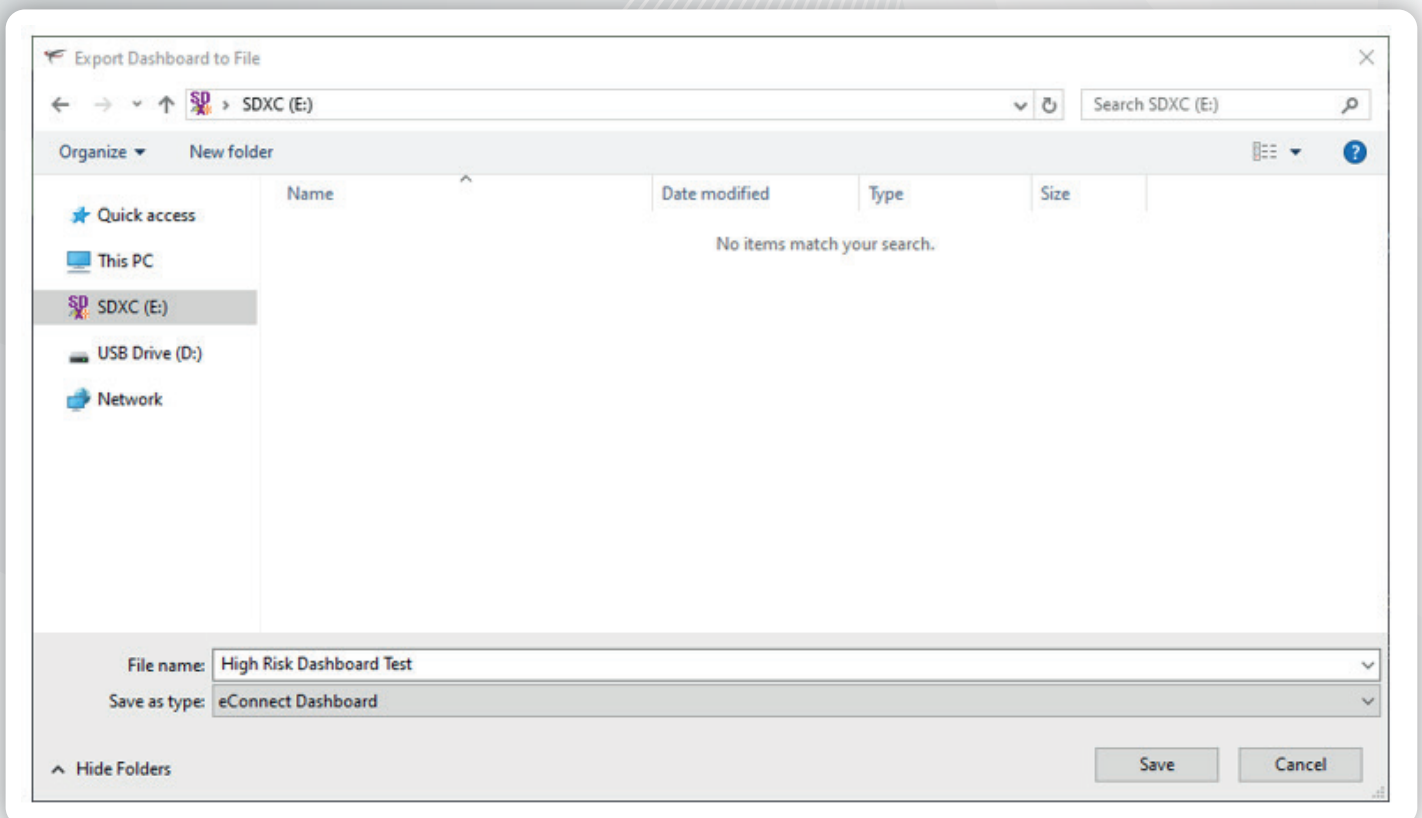 Export Dashboard to File
SDXC (E:)
Search SDXC (E:)
Organize
New folder
Name
Date modified
Type
Size
Quick access
No items match your search.
This PC
SDXC (E:)
USB Drive (D:)
Network
File name: High Risk Dashboard Test
Save as type: eConnect Dashboard
Hide Folders
Save
Cancel